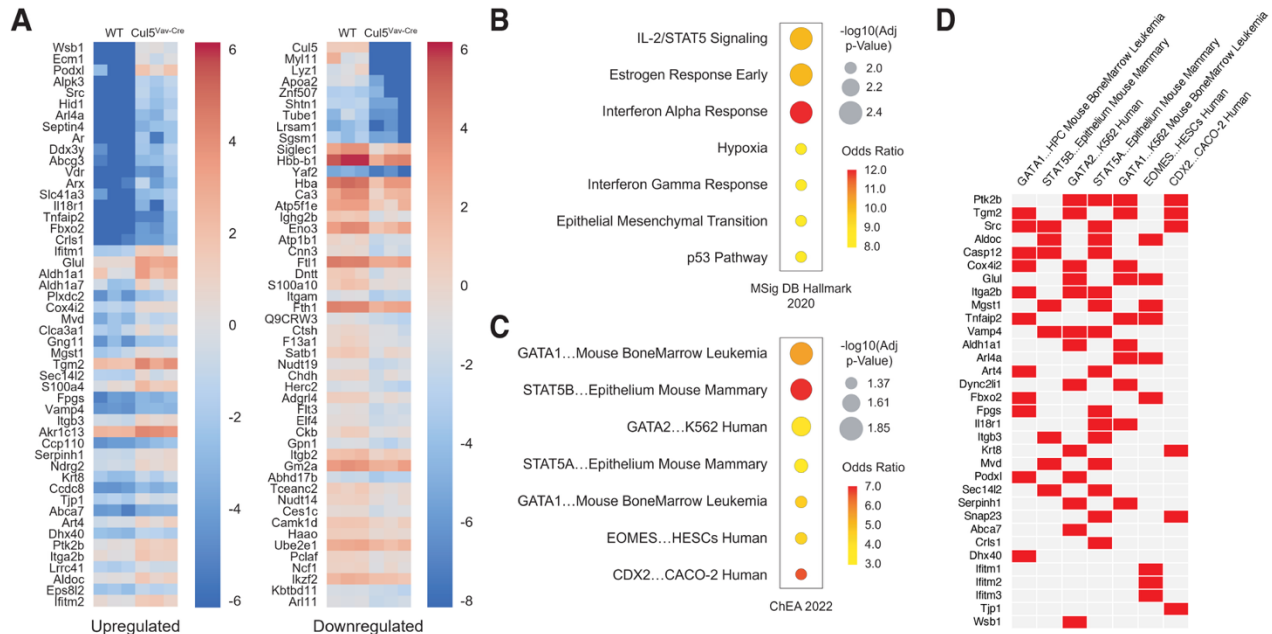 A
WT Cul5Vav-Cre
Wsb1
Ecm1
Podxl
Alpk3
Src
Hid1
Arl4a
Septin4
Ar
Ddx3y
Abcg3
Vdr
Arx
Slc41a3
Il18r1
Tnfaip2
Fbxo2
Crls1
Ifitm1
Glul
Aldh1a1
Aldh1a7
Plxdc2
Cox4i2
Mvd
Clca3a1
Gng11
Mgst1
Tgm2
Sec14l2
S100a4
Fpgs
Vamp4
Itgb3
Akr1c13
Ccp110
Serpinh1
Ndrg2
Krt8
Ccdc8
Tjp1
Abca7
Art4
Dhx40
Ptk2b
Itga2b
Lrrc41
Aldoc
Eps8l2
Ifitm2
6
4
2
0
-2
-4
-6
Upregulated
WT Cul5Vav-Cre
Cul5
Myl11
Lyz1
Apoa2
Znf507
Shtn1
Tube1
Lrsam1
Sgsm1
Siglec1
Hbb-b1
Yaf2
Hba
Ca3
Atp5f1e
Ighg2b
Eno3
Atp1b1
Cnn3
Ftl1
Dntt
S100a10
Itgam
Fth1
Q9CRW3
Ctsh
F13a1
Satb1
Nudt19
Chdh
Herc2
Adgrl4
Flt3
Elf4
Ckb
Gpn1
Itgb2
Gm2a
Abhd17b
Tceanc2
Nudt14
Ces1c
Camk1d
Haao
Ube2e1
Pclaf
Ncf1
Ikzf2
Kbtbd11
Arl11
6
4
2
0
-2
-4
-6
-8
Downregulated
B
IL-2/STAT5 Signaling
Estrogen Response Early
Interferon Alpha Response
Hypoxia
Interferon Gamma Response
Epithelial Mesenchymal Transition
p53 Pathway
MSig DB Hallmark
2020
-log10(Adj
p-Value)
2.0
2.2
2.4
Odds Ratio
12.0
11.0
10.0
9.0
8.0
C
GATA1...Mouse BoneMarrow Leukemia
STAT5B...Epithelium Mouse Mammary
GATA2...K562 Human
STAT5A...Epithelium Mouse Mammary
GATA1...Mouse BoneMarrow Leukemia
EOMES...HESCs Human
CDX2...CACO-2 Human
ChEA 2022
-log10(Adj
p-Value)
1.37
1.61
1.85
Odds Ratio
7.0
6.0
5.0
4.0
3.0
D
GATA1...HPC Mouse BoneMarrow Leukemia
STAT5B...Epithelium Mouse Mammary
GATA2...K562 Human
STAT5A...Epithelium Mouse Mammary
GATA1...K562 Mouse BoneMarrow Leukemia
EOMES...HESCs Human
CDX2...CACO-2 Human
Ptk2b
Tgm2
Src
Aldoc
Casp12
Cox4i2
Glul
Itga2b
Mgst1
Tnfaip2
Vamp4
Aldh1a1
Arl4a
Art4
Dync2li1
Fbxo2
Fpgs
Il18r1
Itgb3
Krt8
Mvd
Podxl
Sec14l2
Serpinh1
Snap23
Abca7
Crls1
Dhx40
Ifitm1
Ifitm2
Ifitm3
Tjp1
Wsb1